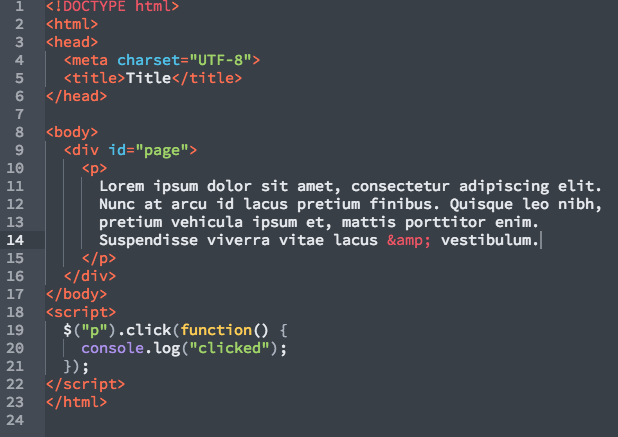 1 <!DOCTYPE html>
2 <html>
3 <head>
4   <meta charset="UTF-8">
5   <title>Title</title>
6 </head>
7
8 <body>
9   <div id="page">
10     <p>
11       Lorem ipsum dolor sit amet, consectetur adipiscing elit.
12       Nunc at arcu id lacus pretium finibus. Quisque leo nibh,
13       pretium vehicula ipsum et, mattis porttitor enim.
14       Suspendisse viverra vitae lacus &amp; vestibulum.
15     </p>
16   </div>
17 </body>
18 <script>
19   $("p").click(function() {
20     console.log("clicked");
21   });
22 </script>
23 </html>
24